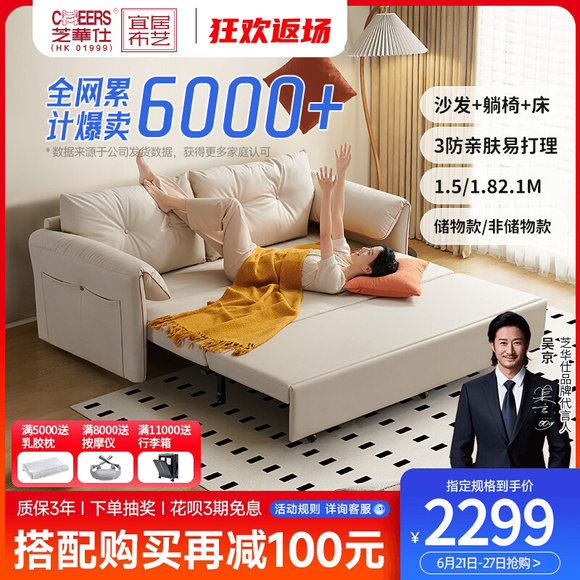 CHEERS
芝華仕
(HK 01999)
宜居
布艺
狂欢返场
全网累
计爆卖
6000+
*数据来源于公司发货数据，获得更多家庭认可
沙发+躺椅+床
3防亲肤易打理
1.5/1.82.1M
储物款/非储物款
芝华仕品牌代言人
吴京
满5000送
乳胶枕
满8000送
按摩仪
满11000送
行李箱
质保3年 | 下单抽奖 | 花呗3期免息
活动规则 详询客服
搭配购买再减100元
指定规格到手价
¥2299
6月21日-27日抢购>